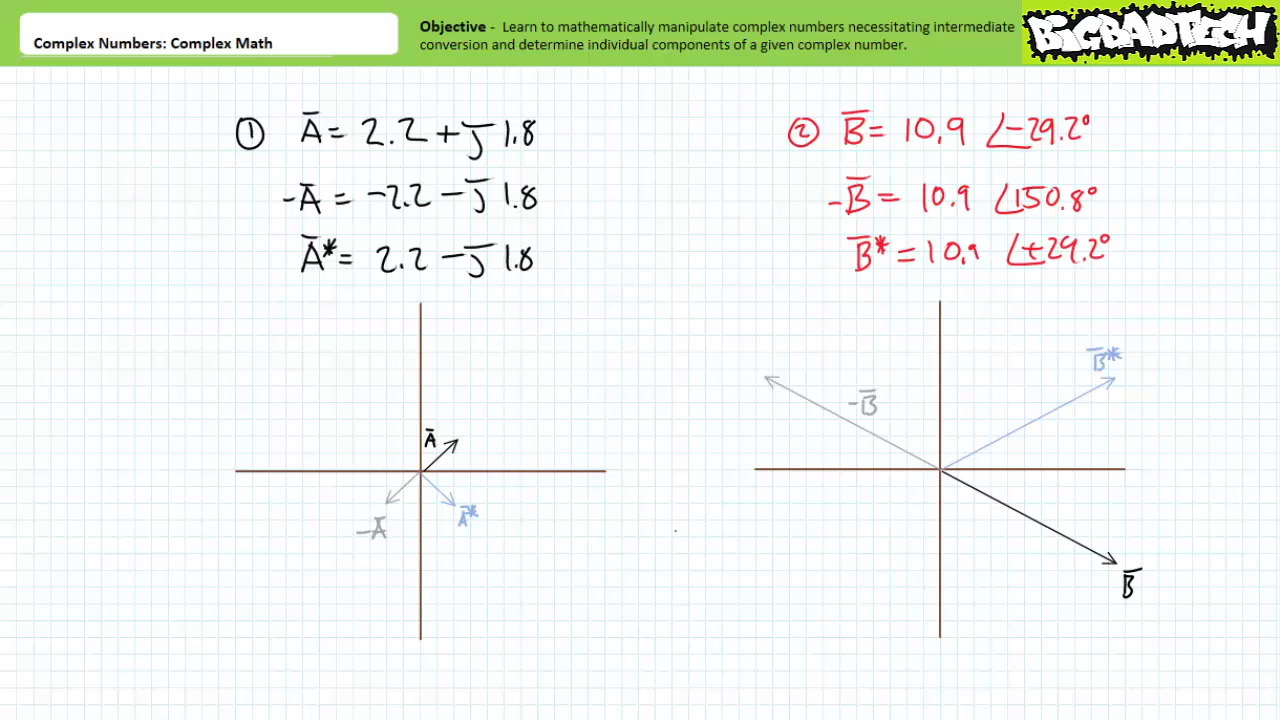 Complex Numbers: Complex Math
Objective - Learn to mathematically manipulate complex numbers necessitating intermediate
conversion and determine individual components of a given complex number.
BIGBADTECH
① A̅ = 2.2 + j 1.8
-A̅ = -2.2 - j 1.8
A̅* = 2.2 - j 1.8
② B̅ = 10.9 ∠-29.2°
-B̅ = 10.9 ∠150.8°
B̅* = 10.9 ∠+29.2°
A̅
-A̅
A̅*
-B̅
B̅*
B̅